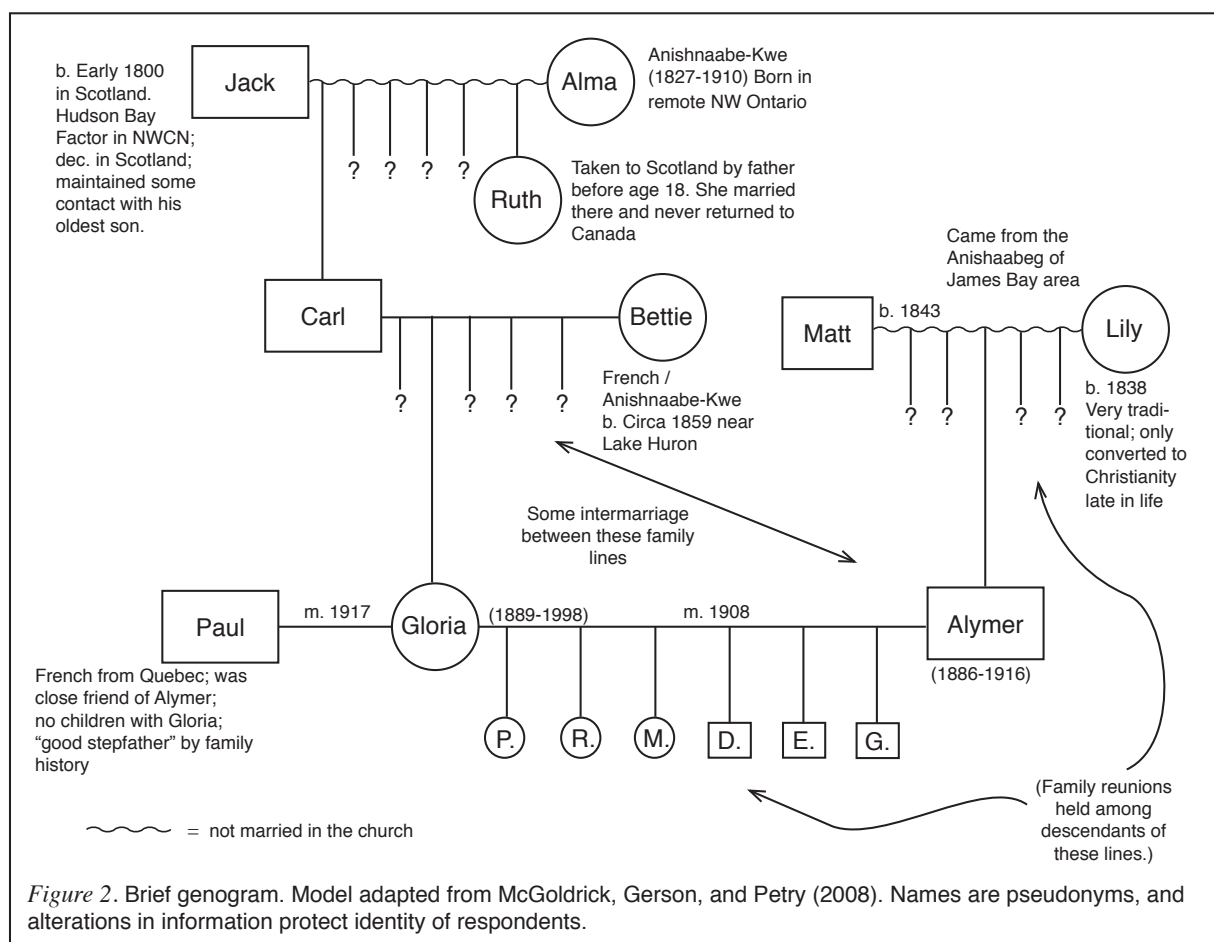 b. Early 1800
in Scotland.
Hudson Bay
Factor in NWCN;
dec. in Scotland;
maintained some
contact with his
oldest son.
Jack
Alma
Anishnaabe-Kwe
(1827-1910) Born in
remote NW Ontario
? ? ? ?
Ruth
Taken to Scotland by father
before age 18. She married
there and never returned to
Canada
Came from the
Anishaabeg of
James Bay area
Carl
Bettie
Matt
b. 1843
Lily
? ? ? ?
French /
Anishnaabe-Kwe
b. Circa 1859 near
Lake Huron
? ? ? ?
b. 1838
Very tradi-
tional; only
converted to
Christianity
late in life
Some intermarriage
between these family
lines
Paul
m. 1917
Gloria
(1889-1998)
m. 1908
Alymer
(1886-1916)
French from Quebec; was
close friend of Alymer;
no children with Gloria;
“good stepfather” by family
history
P. R. M. D. E. G.
(Family reunions
held among
descendants of
these lines.)
= not married in the church
Figure 2. Brief genogram. Model adapted from McGoldrick, Gerson, and Petry (2008). Names are pseudonyms, and
alterations in information protect identity of respondents.